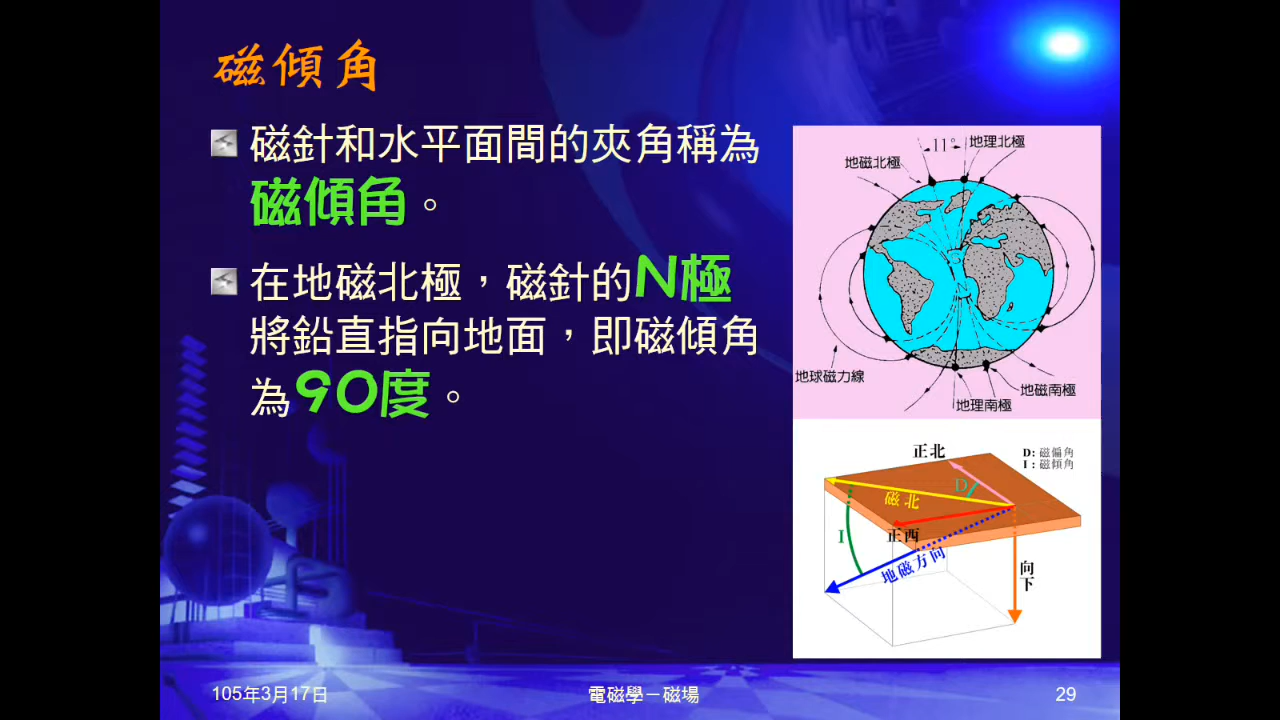 磁傾角
磁針和水平面間的夾角稱為
磁傾角。
在地磁北極，磁針的N極
將鉛直指向地面，即磁傾角
為90度。
11°
地理北極
地磁北極
S
N
地球磁力線
地磁南極
地理南極
正北
D: 磁偏角
I : 磁傾角
D
磁北
正西
I
地磁方向
向下
105年3月17日
電磁學－磁場
29